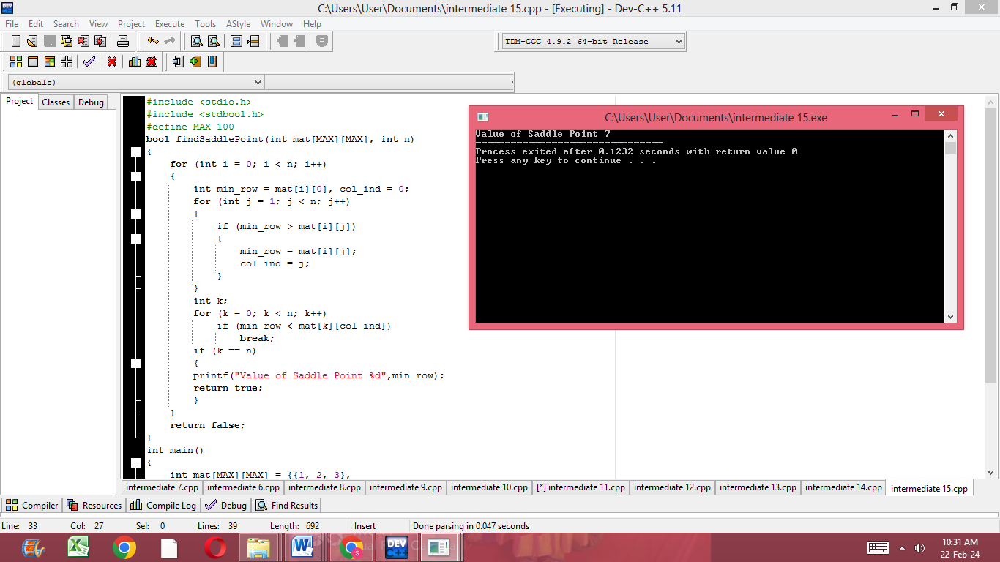 C:\Users\User\Documents\intermediate 15.cpp - [Executing] - Dev-C++ 5.11
File Edit Search View Project Execute Tools AStyle Window Help
TDM-GCC 4.9.2 64-bit Release
(globals)
Project Classes Debug
#include <stdio.h>
#include <stdbool.h>
#define MAX 100
bool findSaddlePoint(int mat[MAX][MAX], int n)
{
for (int i = 0; i < n; i++)
{
int min_row = mat[i][0], col_ind = 0;
for (int j = 1; j < n; j++)
{
if (min_row > mat[i][j])
{
min_row = mat[i][j];
col_ind = j;
}
}
int k;
for (k = 0; k < n; k++)
if (min_row < mat[k][col_ind])
break;
if (k == n)
{
printf("Value of Saddle Point %d",min_row);
return true;
}
}
return false;
}
int main()
{
int mat[MAX][MAX] = {{1, 2, 3},
C:\Users\User\Documents\intermediate 15.exe
Value of Saddle Point 7
--------------------------------
Process exited after 0.1232 seconds with return value 0
Press any key to continue . . .
intermediate 7.cpp intermediate 6.cpp intermediate 8.cpp intermediate 9.cpp intermediate 10.cpp [*] intermediate 11.cpp intermediate 12.cpp intermediate 13.cpp intermediate 14.cpp intermediate 15.cpp
Compiler Resources Compile Log Debug Find Results
Line: 33 Col: 27 Sel: 0 Lines: 39 Length: 692 Insert Done parsing in 0.047 seconds
DEV
C++
10:31 AM
22-Feb-24